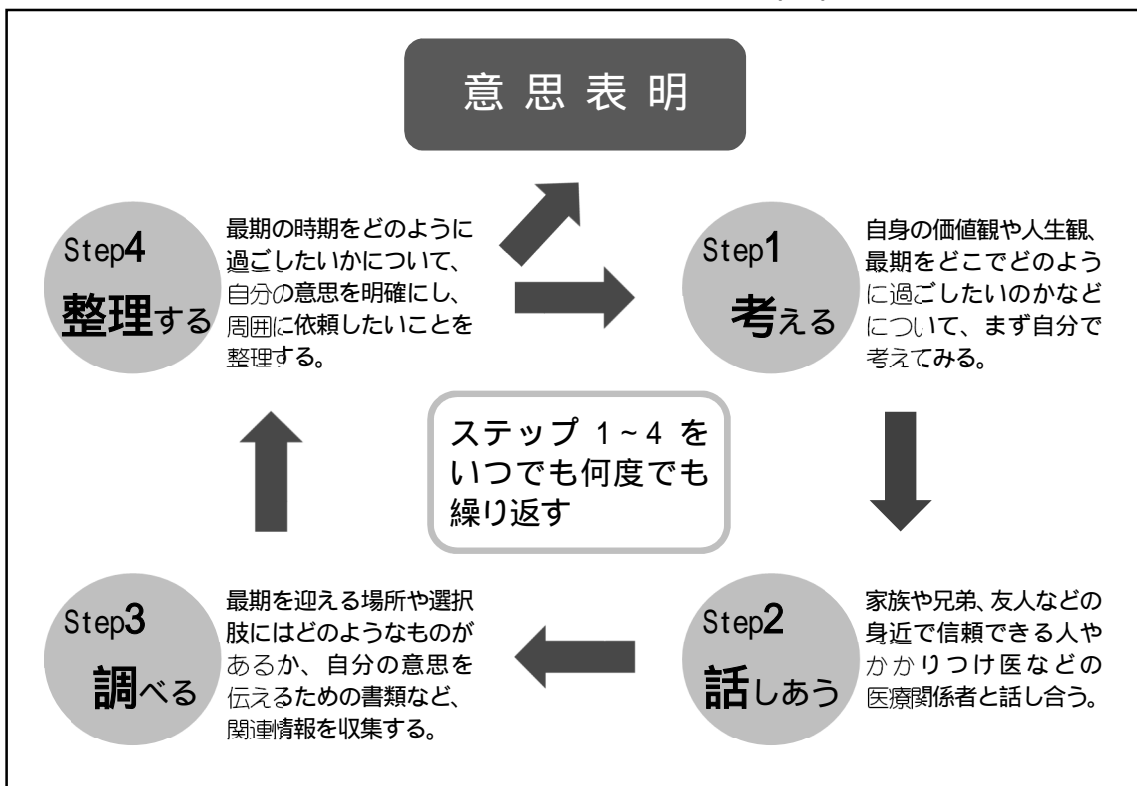 意思表明
Step4
整理する
最期の時期をどのように
過ごしたいかについて、
自分の意思を明確にし、
周囲に依頼したいことを
整理する。
Step1
考える
自身の価値観や人生観、
最期をどこでどのよう
に過ごしたいのかなど
について、まず自分で
考えてみる。
ステップ 1~4 を
いつでも何度でも
繰り返す
Step3
調べる
最期を迎える場所や選択
肢にはどのようなものが
あるか、自分の意思を
伝えるための書類など、
関連情報を収集する。
Step2
話しあう
家族や兄弟、友人などの
身近で信頼できる人や
かかりつけ医などの
医療関係者と話し合う。